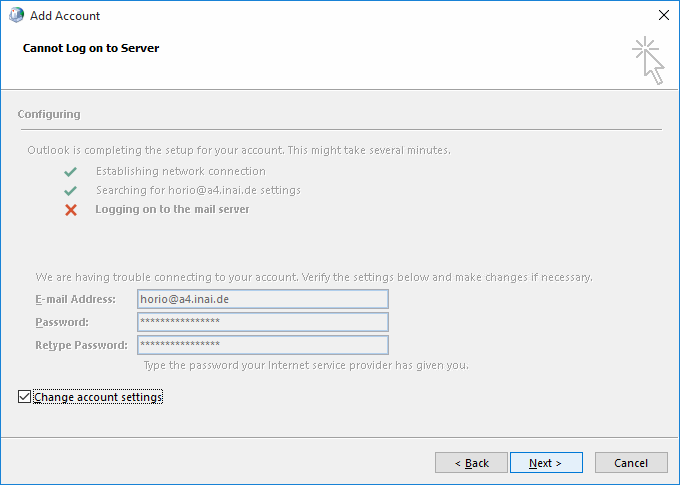 Add Account
Cannot Log on to Server
Configuring
Outlook is completing the setup for your account. This might take several minutes.
Establishing network connection
Searching for horio@a4.inai.de settings
Logging on to the mail server
We are having trouble connecting to your account. Verify the settings below and make changes if necessary.
E-mail Address: horio@a4.inai.de
Password: ****************
Retype Password: ****************
Type the password your Internet service provider has given you.
Change account settings
< Back Next > Cancel